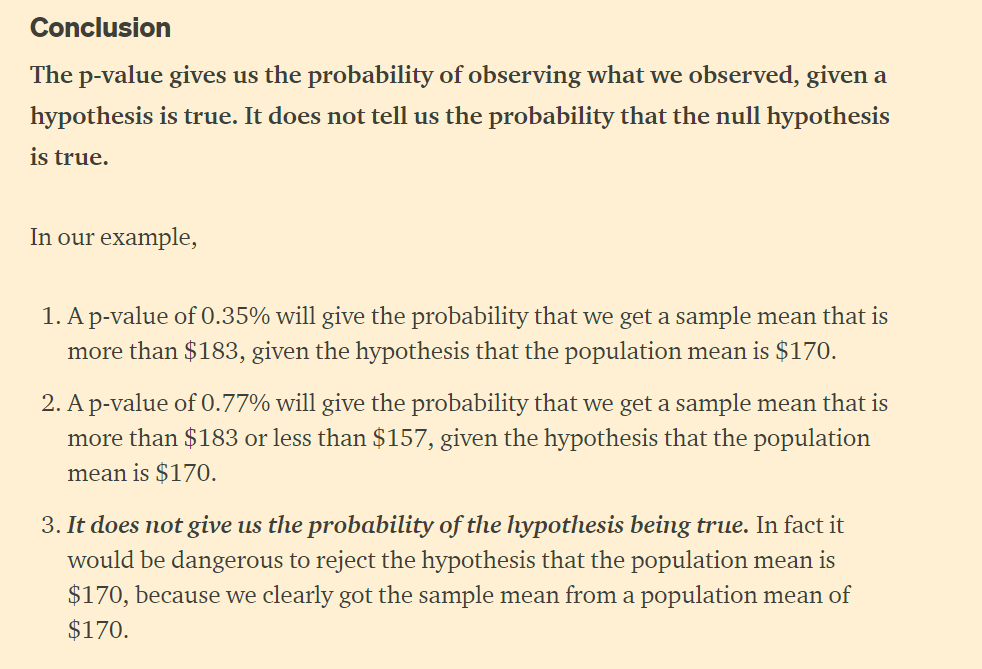 Conclusion
The p-value gives us the probability of observing what we observed, given a
hypothesis is true. It does not tell us the probability that the null hypothesis
is true.
In our example,
1. A p-value of 0.35% will give the probability that we get a sample mean that is
more than $183, given the hypothesis that the population mean is $170.
2. A p-value of 0.77% will give the probability that we get a sample mean that is
more than $183 or less than $157, given the hypothesis that the population
mean is $170.
3. It does not give us the probability of the hypothesis being true. In fact it
would be dangerous to reject the hypothesis that the population mean is
$170, because we clearly got the sample mean from a population mean of
$170.